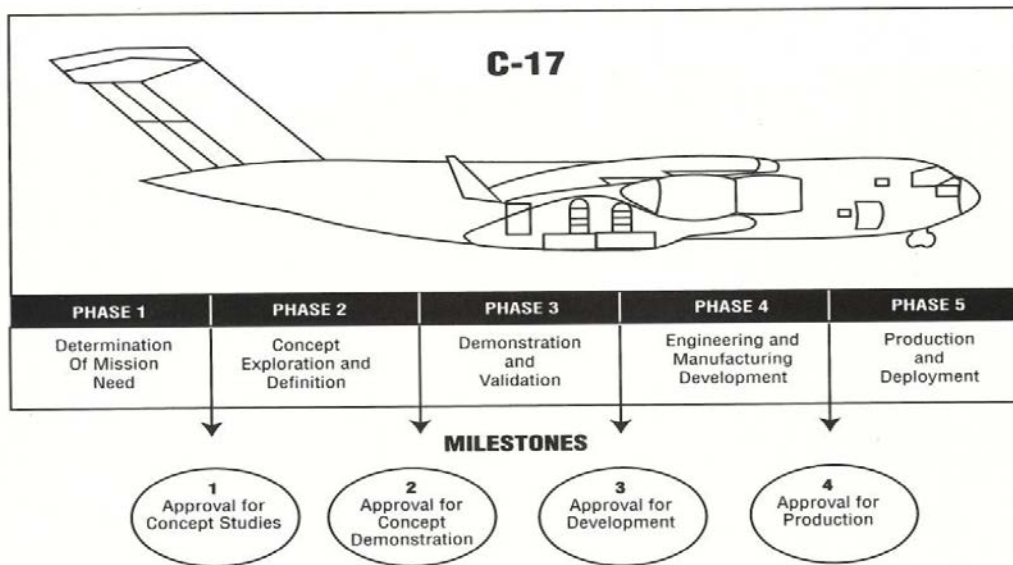 C-17
PHASE 1
PHASE 2
PHASE 3
PHASE 4
PHASE 5
Determination
Of Mission
Need
Concept
Exploration and
Definition
Demonstration
and
Validation
Engineering and
Manufacturing
Development
Production
and
Deployment
MILESTONES
1
Approval for
Concept Studies
2
Approval for
Concept
Demonstration
3
Approval for
Development
4
Approval for
Production